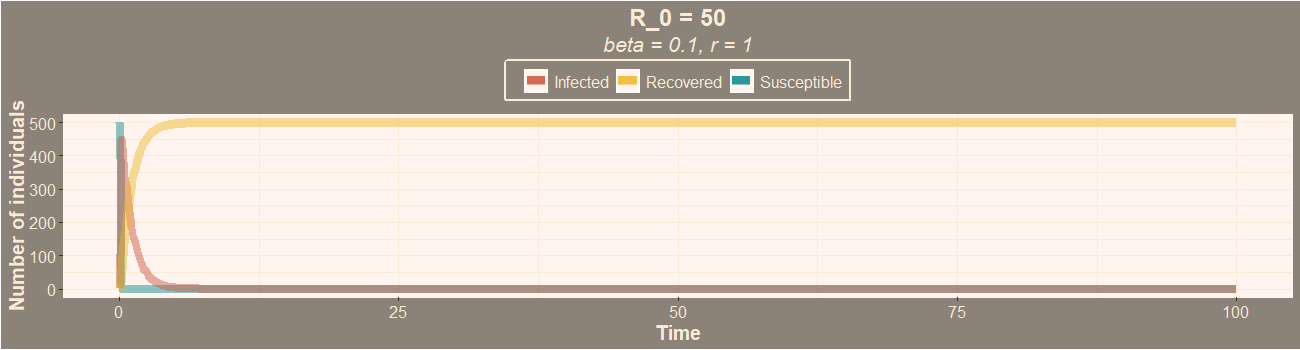 R_0 = 50
beta = 0.1, r = 1
Infected Recovered Susceptible
Number of individuals
500
400
300
200
100
0
0 25 50 75 100
Time